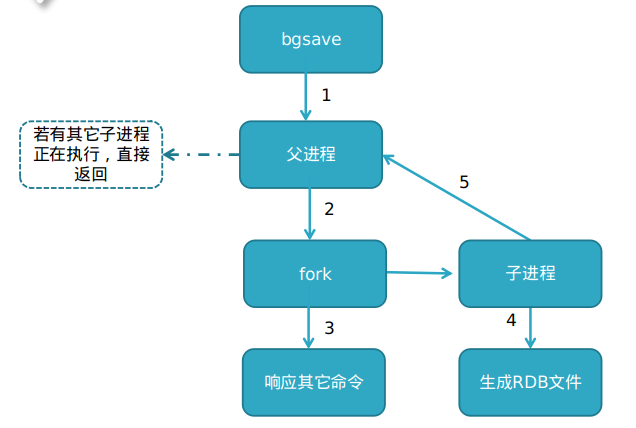 bgsave
1
若有其它子进程
正在执行，直接
返回
父进程
5
2
fork
子进程
3
4
响应其它命令
生成RDB文件